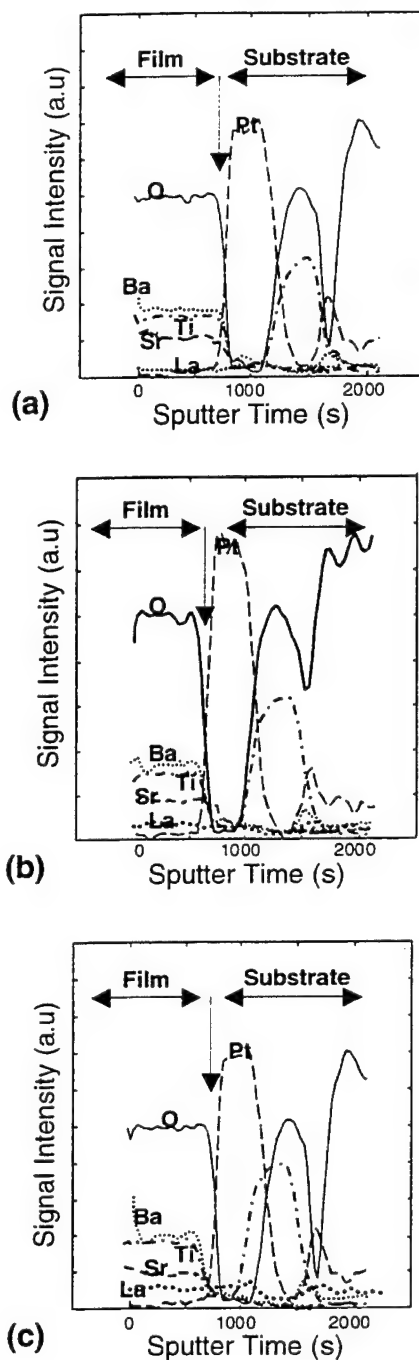 Film Substrate
Pt
O
Ba
Ti
Sr
La
Signal Intensity (a.u)
0 1000 2000
Sputter Time (s)
(a)
Film Substrate
Pt
O
Ba
Ti
Sr
La
Signal Intensity (a.u)
0 1000 2000
Sputter Time (s)
(b)
Film Substrate
Pt
O
Ba
Ti
Sr
La
Signal Intensity (a.u)
0 1000 2000
Sputter Time (s)
(c)